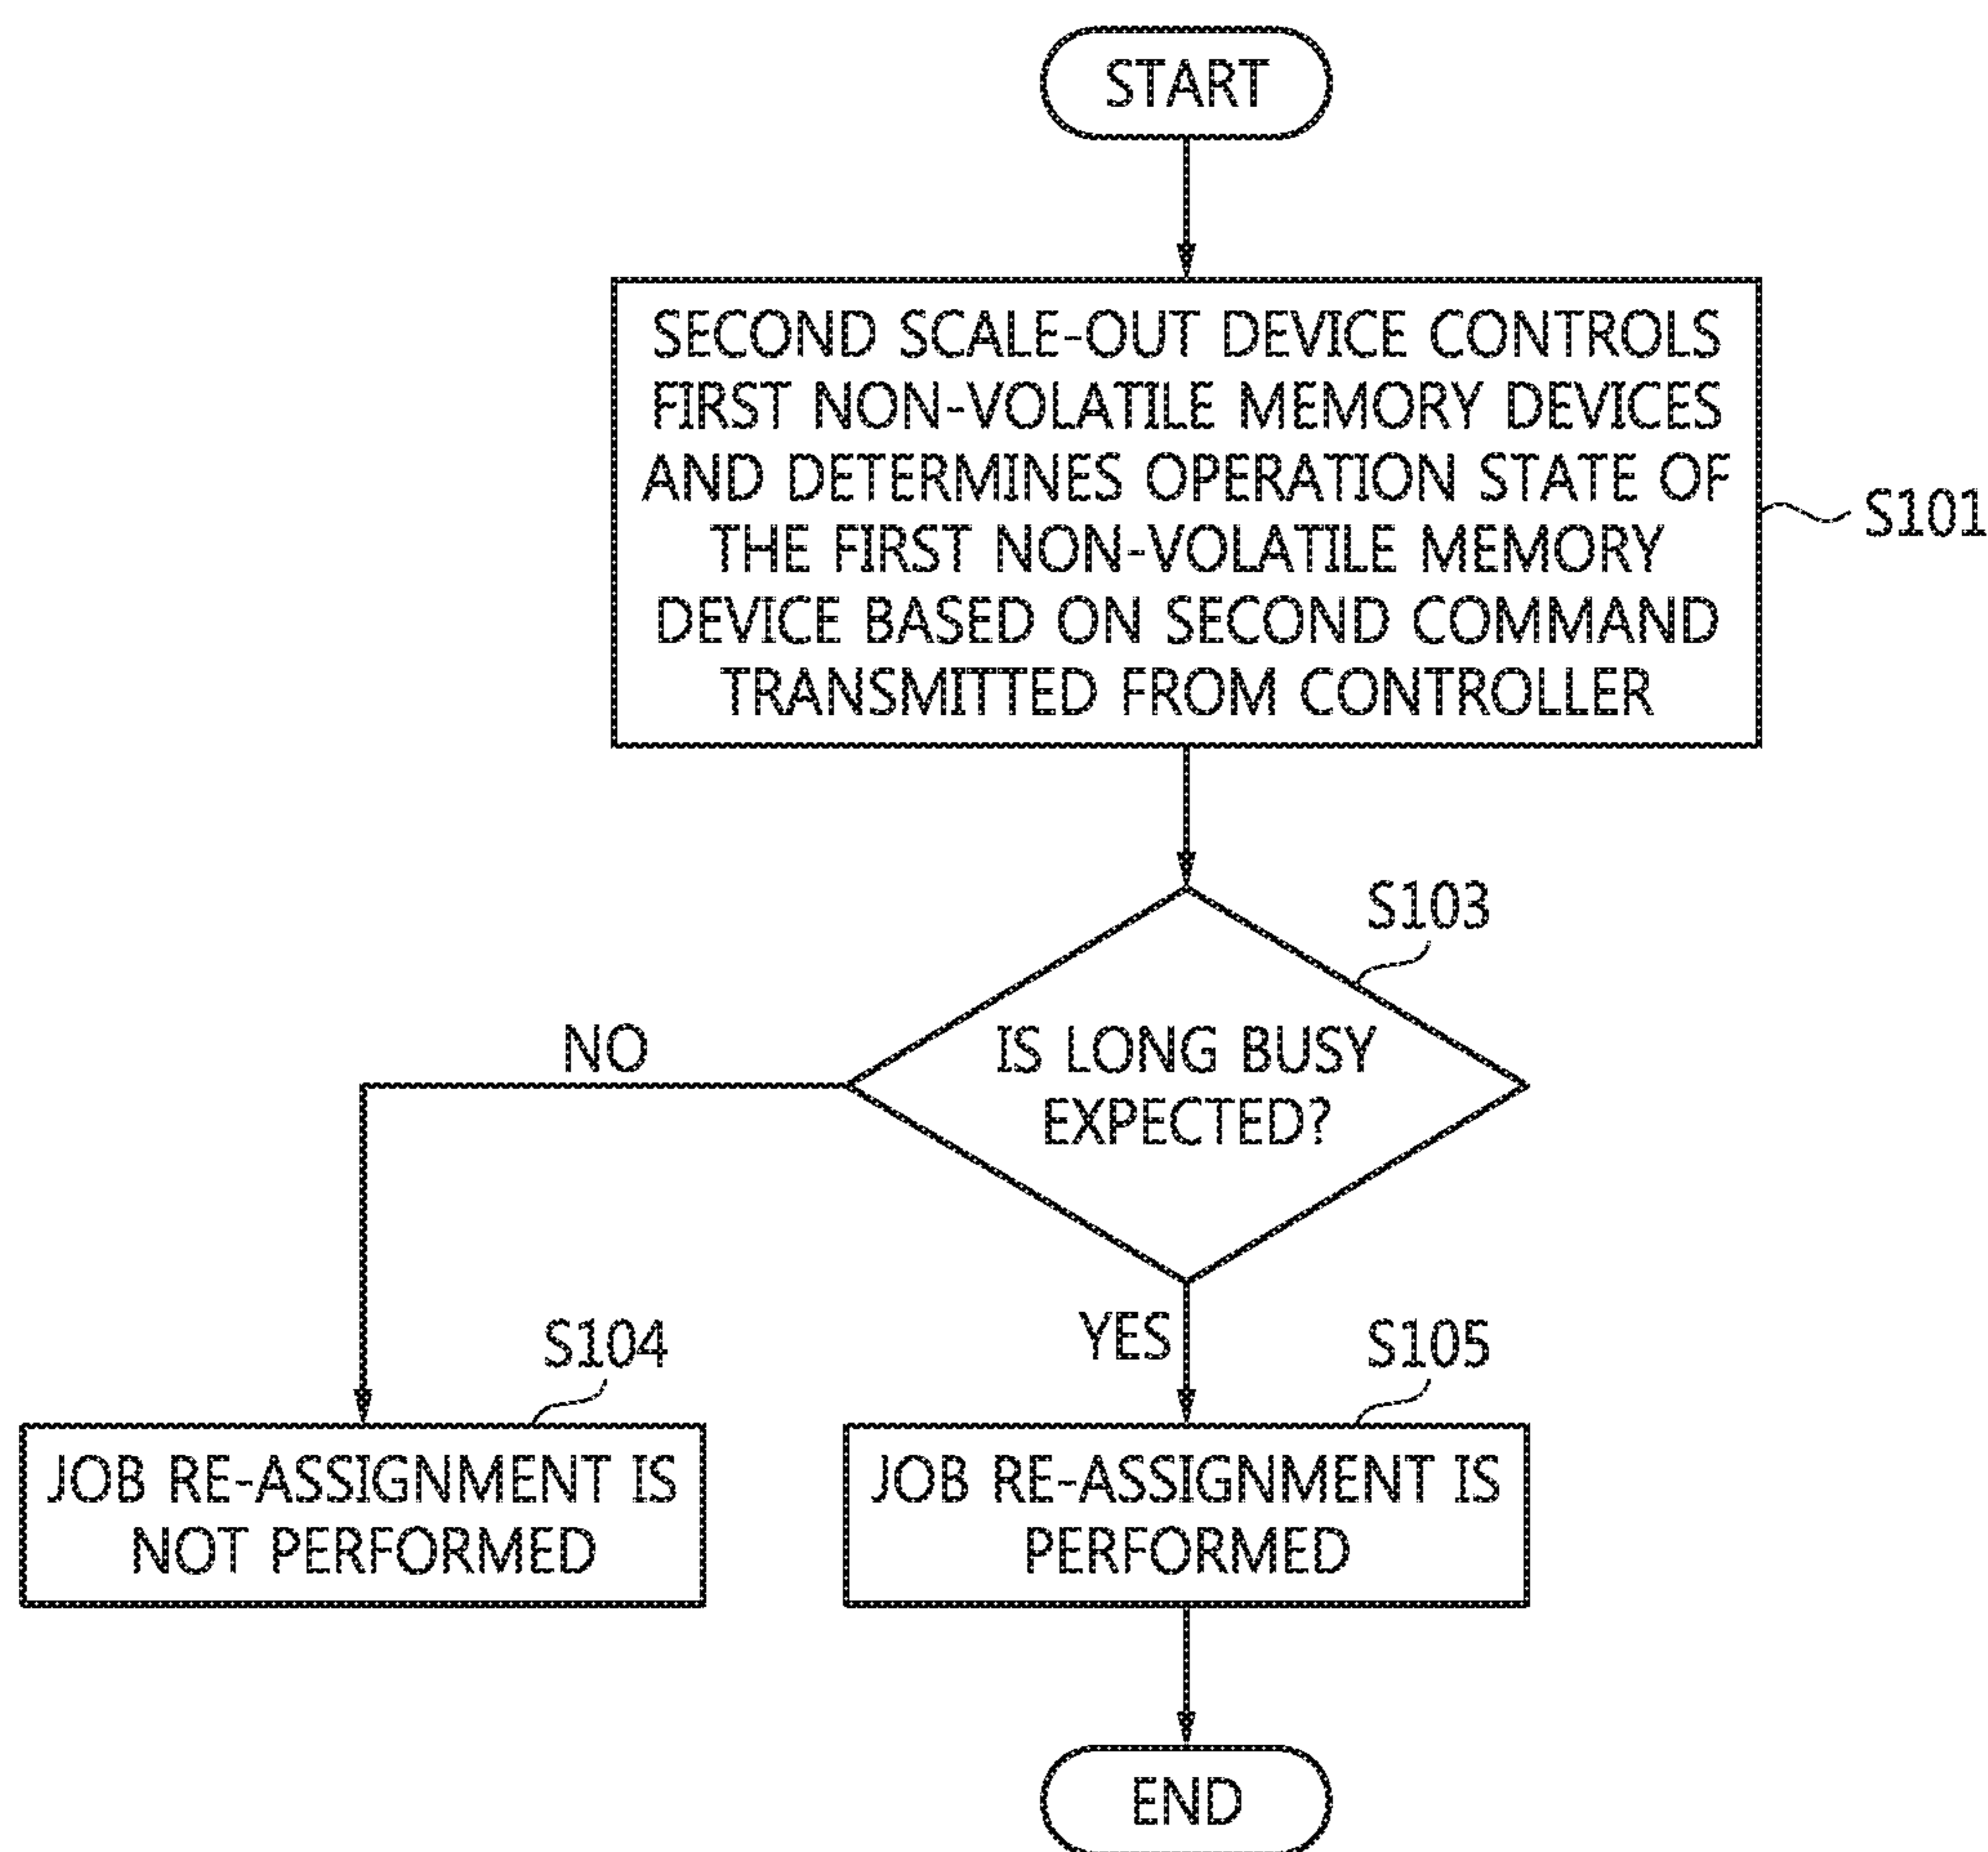 START
SECOND SCALE-OUT DEVICE CONTROLS
FIRST NON-VOLATILE MEMORY DEVICES
AND DETERMINES OPERATION STATE OF
THE FIRST NON-VOLATILE MEMORY
DEVICE BASED ON SECOND COMMAND
TRANSMITTED FROM CONTROLLER
S101
S103
IS LONG BUSY
EXPECTED?
NO
YES
S104
JOB RE-ASSIGNMENT IS
NOT PERFORMED
S105
JOB RE-ASSIGNMENT IS
PERFORMED
END